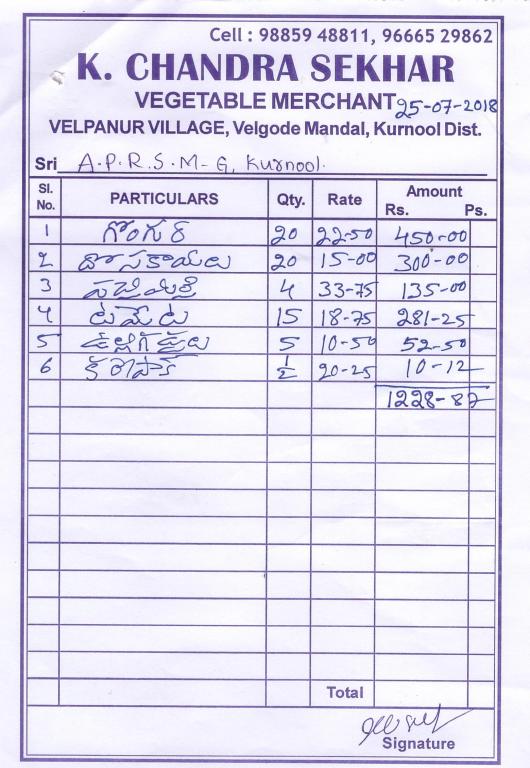 Cell : 98859 48811, 96665 29862
K. CHANDRA SEKHAR
VEGETABLE MERCHANT 25-07-2018
VELPANUR VILLAGE, Velgode Mandal, Kurnool Dist.
Sri A.P.R.S.M-G, Kurnool.
Sl. No. PARTICULARS Qty. Rate Amount Rs. Ps.
1 గోంగుర 20 22-50 450-00
2 దోసకాయలు 20 15-00 300-00
3 పచ్చిమిర్చి 4 33-75 135-00
4 టమోట 15 18-75 281-25
5 ఉల్లిగడ్డలు 5 10-50 52-50
6 1/2 20-25 10-12
1228-87
Total
Signature